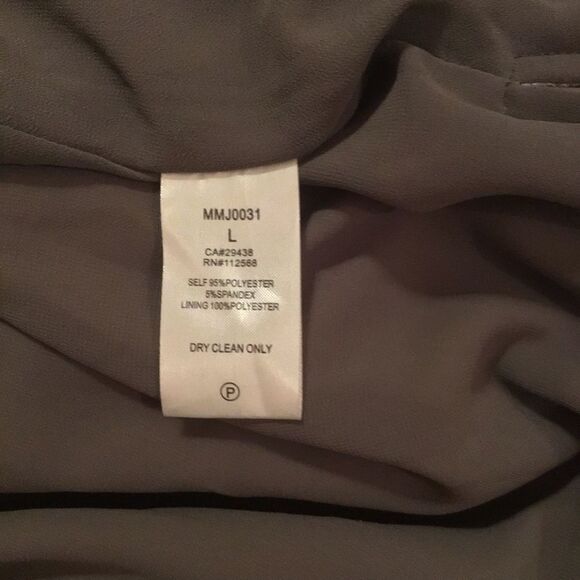 MMJ0031
L
CA#29438
RN#112568
SELF 95%POLYESTER
5%SPANDEX
LINING 100%POLYESTER
DRY CLEAN ONLY
P